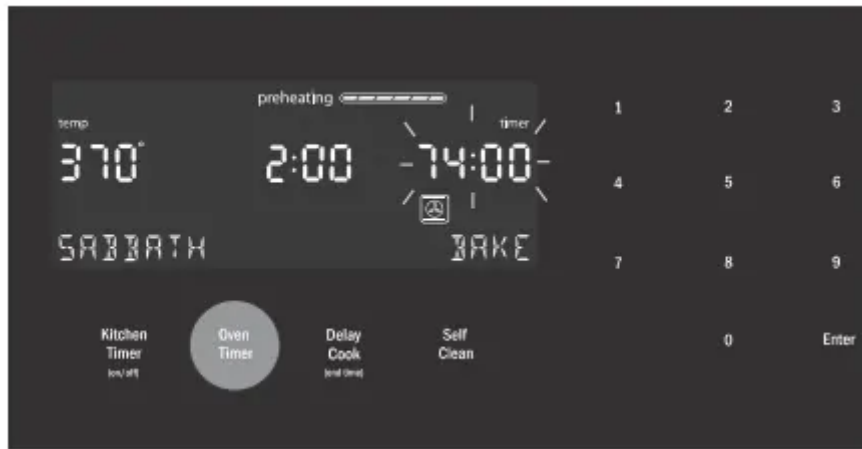 preheating
temp
timer
370°
2:00
74:00
SABBATH
BAKE
1 2 3
4 5 6
7 8 9
0 Enter
Kitchen
Timer
(on/off)
Oven
Timer
Delay
Cook
(end time)
Self
Clean